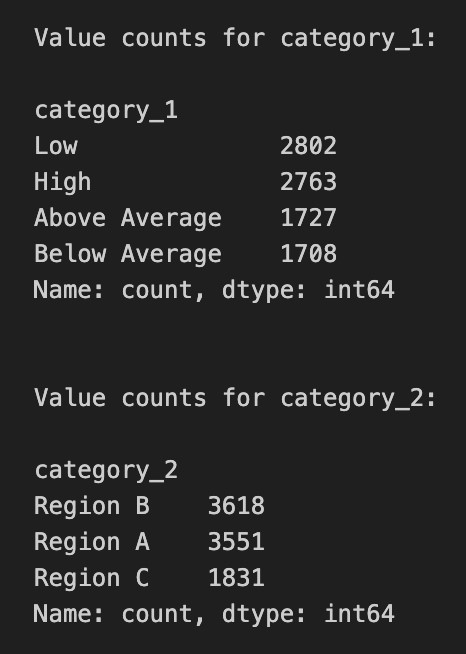 Value counts for category_1:
category_1
Low 2802
High 2763
Above Average 1727
Below Average 1708
Name: count, dtype: int64
Value counts for category_2:
category_2
Region B 3618
Region A 3551
Region C 1831
Name: count, dtype: int64